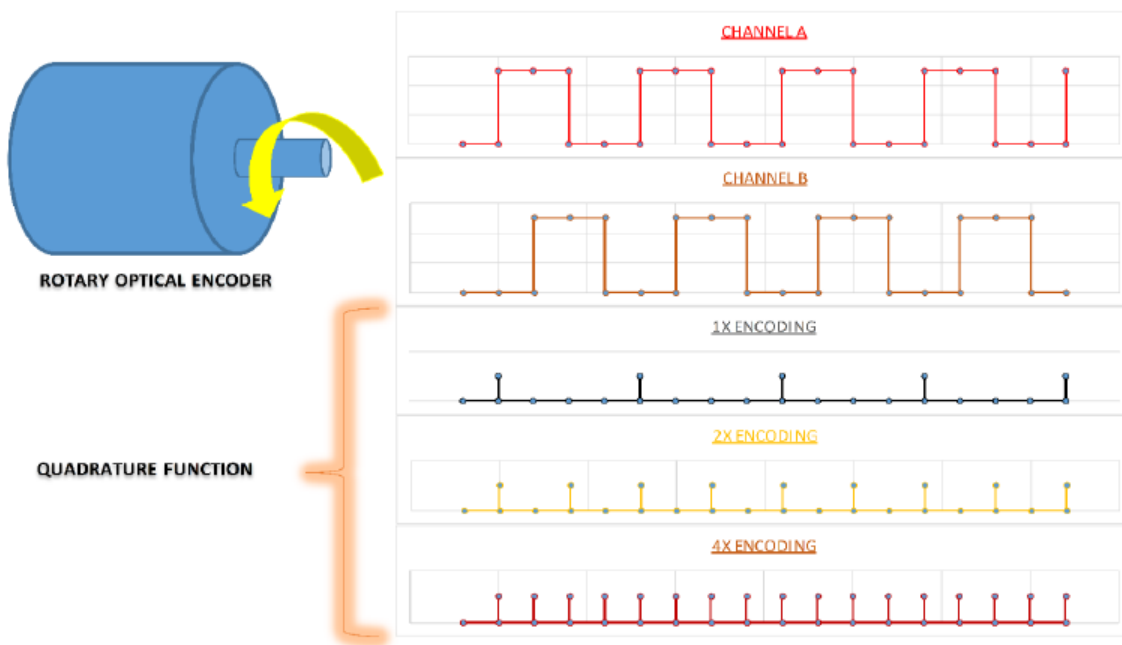 CHANNEL A
CHANNEL B
ROTARY OPTICAL ENCODER
1X ENCODING
2X ENCODING
QUADRATURE FUNCTION
4X ENCODING